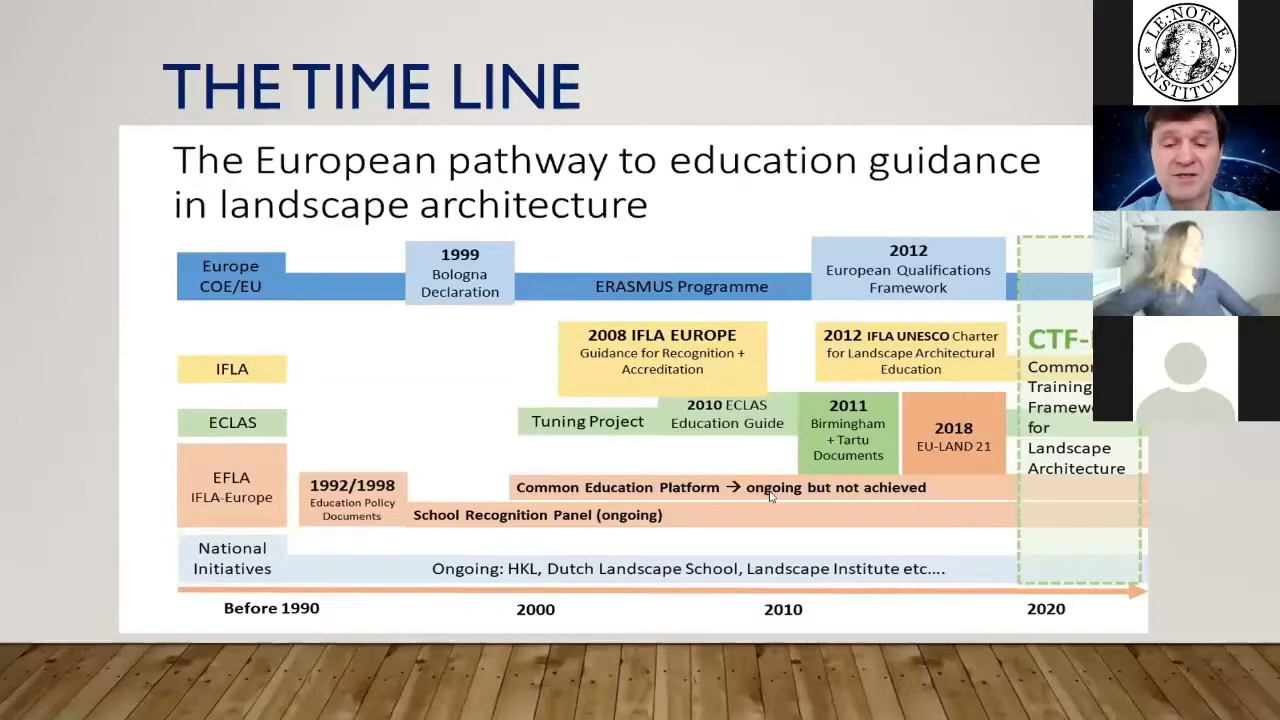 THE TIME LINE
The European pathway to education guidance
in landscape architecture
Europe
COE/EU
1999
Bologna
Declaration
ERASMUS Programme
2012
European Qualifications
Framework
IFLA
2008 IFLA EUROPE
Guidance for Recognition +
Accreditation
2012 IFLA UNESCO Charter
for Landscape Architectural
Education
CTF-
Common
Training
Framew
for
Landscape
Architecture
ECLAS
Tuning Project
2010 ECLAS
Education Guide
2011
Birmingham
+ Tartu
Documents
2018
EU-LAND 21
EFLA
IFLA-Europe
1992/1998
Education Policy
Documents
Common Education Platform → ongoing but not achieved
School Recognition Panel (ongoing)
National
Initiatives
Ongoing: HKL, Dutch Landscape School, Landscape Institute etc....
Before 1990
2000
2010
2020
LE:NOTRE
INSTITUTE